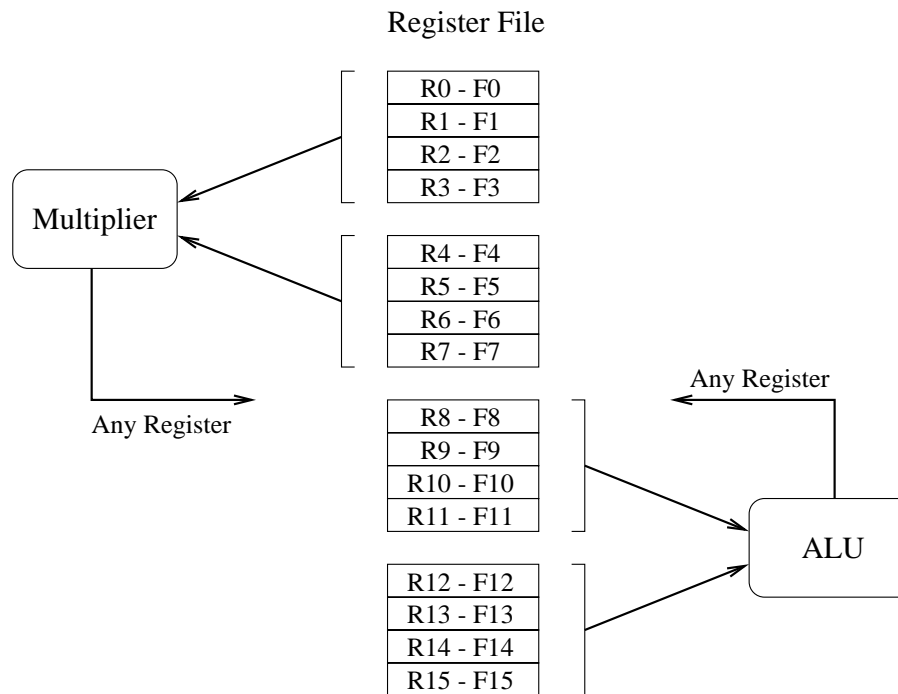 Register File
R0 - F0
R1 - F1
R2 - F2
R3 - F3
Multiplier
R4 - F4
R5 - F5
R6 - F6
R7 - F7
Any Register
Any Register
R8 - F8
R9 - F9
R10 - F10
R11 - F11
ALU
R12 - F12
R13 - F13
R14 - F14
R15 - F15